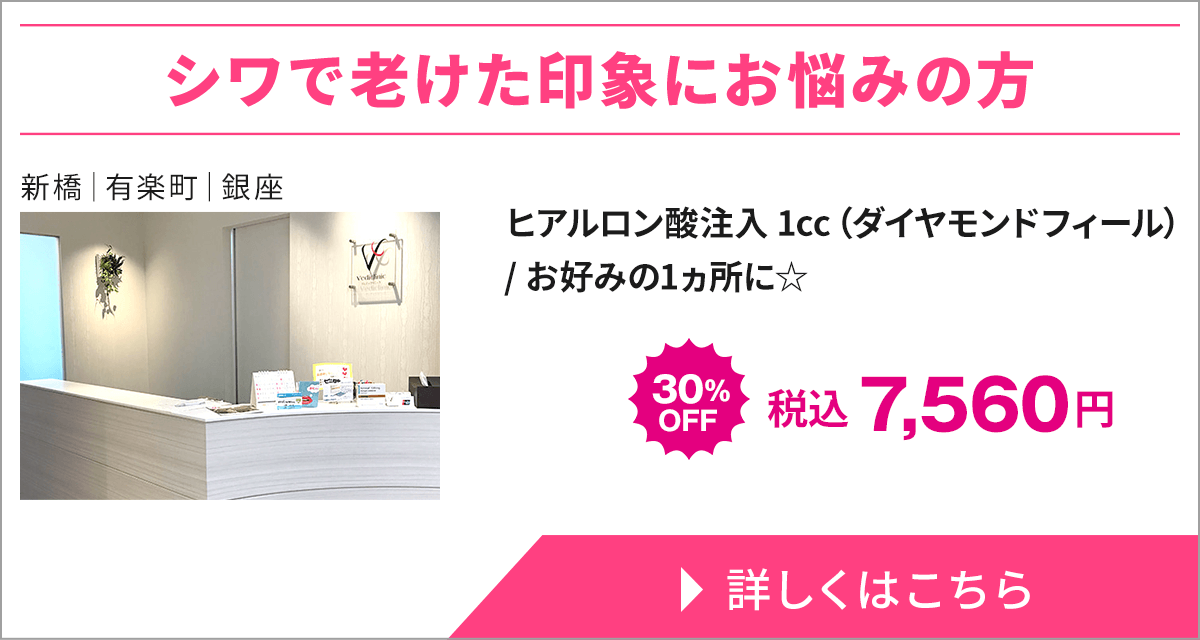 シワで老けた印象にお悩みの方
新橋│有楽町│銀座
Vediclinic
ヒアルロン酸注入 1cc（ダイヤモンドフィール）
/ お好みの1ヵ所に☆
30%
OFF
税込 7,560円
▶ 詳しくはこちら